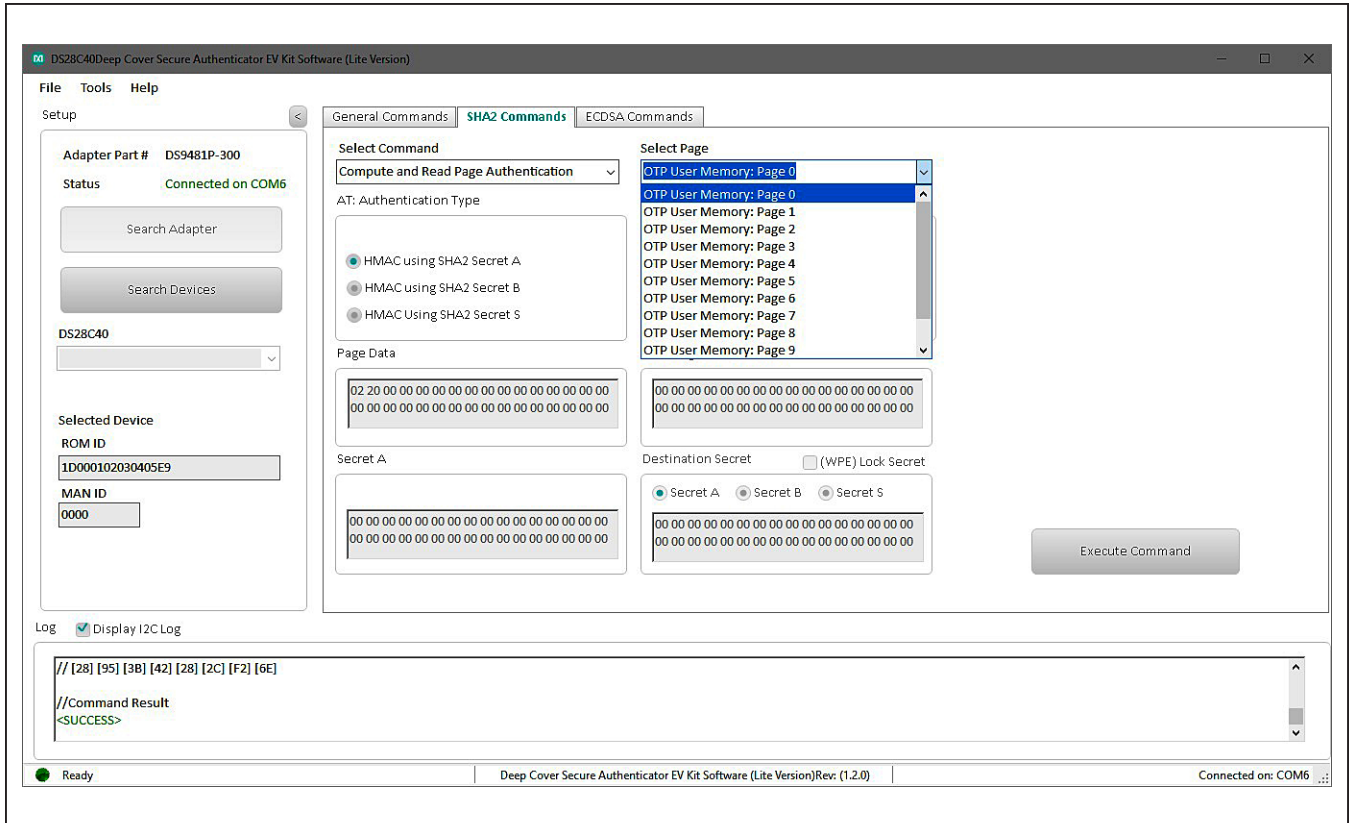 DS28C40Deep Cover Secure Authenticator EV Kit Software (Lite Version)
File Tools Help
Setup
<
Adapter Part # DS9481P-300
Status Connected on COM6
Search Adapter
Search Devices
DS28C40
Selected Device
ROM ID
1D000102030405E9
MAN ID
0000
General Commands SHA2 Commands ECDSA Commands
Select Command
Compute and Read Page Authentication
Select Page
OTP User Memory: Page 0
OTP User Memory: Page 0
OTP User Memory: Page 1
OTP User Memory: Page 2
OTP User Memory: Page 3
OTP User Memory: Page 4
OTP User Memory: Page 5
OTP User Memory: Page 6
OTP User Memory: Page 7
OTP User Memory: Page 8
OTP User Memory: Page 9
AT: Authentication Type
HMAC using SHA2 Secret A
HMAC using SHA2 Secret B
HMAC Using SHA2 Secret S
Page Data
02 20 00 00 00 00 00 00 00 00 00 00 00 00 00 00
00 00 00 00 00 00 00 00 00 00 00 00 00 00 00 00
00 00 00 00 00 00 00 00 00 00 00 00 00 00 00 00
00 00 00 00 00 00 00 00 00 00 00 00 00 00 00 00
Secret A
00 00 00 00 00 00 00 00 00 00 00 00 00 00 00 00
00 00 00 00 00 00 00 00 00 00 00 00 00 00 00 00
Destination Secret (WPE) Lock Secret
Secret A Secret B Secret S
00 00 00 00 00 00 00 00 00 00 00 00 00 00 00 00
00 00 00 00 00 00 00 00 00 00 00 00 00 00 00 00
Execute Command
Log Display I2C Log
// [28] [95] [3B] [42] [28] [2C] [F2] [6E]
//Command Result
<SUCCESS>
Ready
Deep Cover Secure Authenticator EV Kit Software (Lite Version)Rev: (1.2.0)
Connected on: COM6